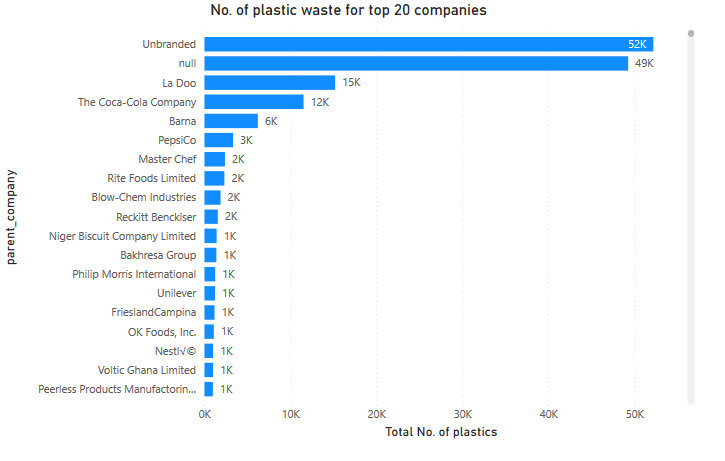 No. of plastic waste for top 20 companies
parent_company
Unbranded 52K
null 49K
La Doo 15K
The Coca-Cola Company 12K
Barna 6K
PepsiCo 3K
Master Chef 2K
Rite Foods Limited 2K
Blow-Chem Industries 2K
Reckitt Benckiser 2K
Niger Biscuit Company Limited 1K
Bakhresa Group 1K
Philip Morris International 1K
Unilever 1K
FrieslandCampina 1K
OK Foods, Inc. 1K
Nestl√© 1K
Voltic Ghana Limited 1K
Peerless Products Manufactorin... 1K
0K 10K 20K 30K 40K 50K
Total No. of plastics